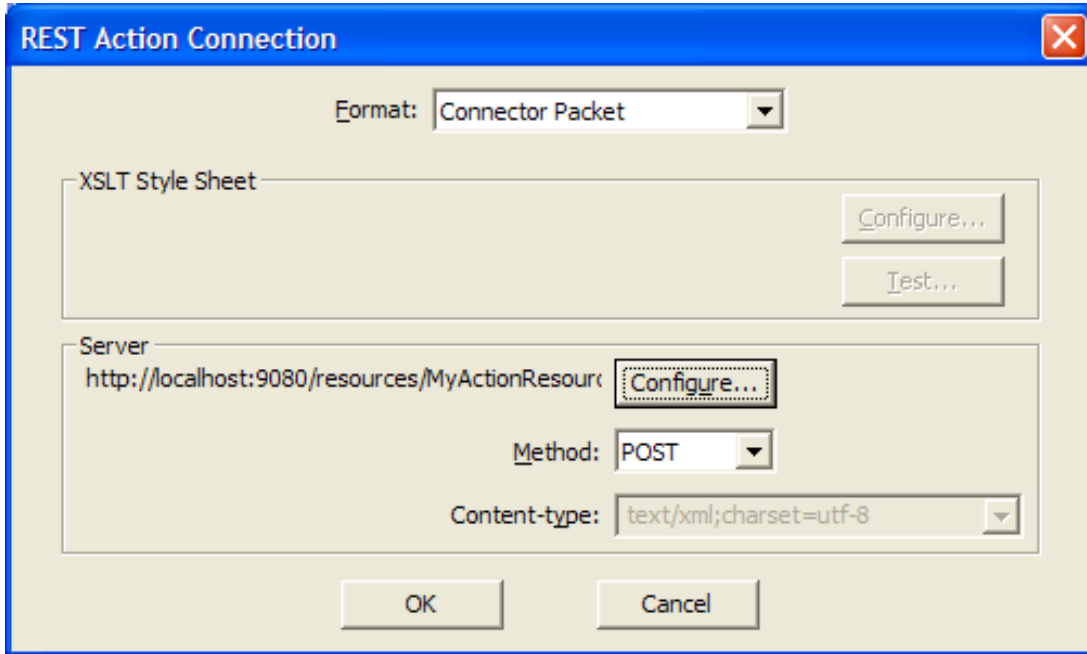 REST Action Connection
Format: Connector Packet
XSLT Style Sheet
Configure...
Test...
Server
http://localhost:9080/resources/MyActionResourc Configure...
Method: POST
Content-type: text/xml;charset=utf-8
OK Cancel